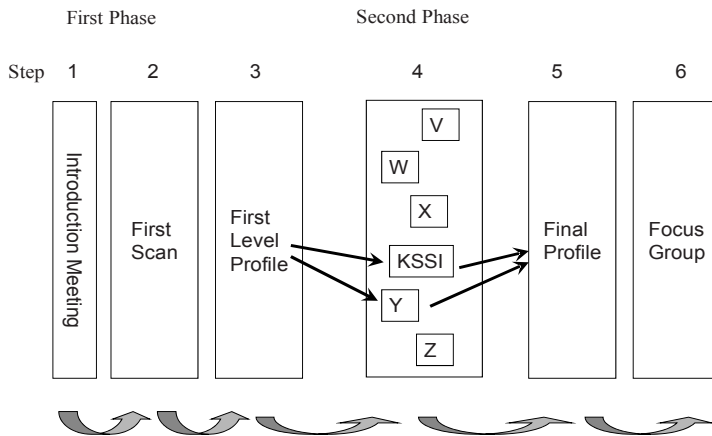 First Phase
Second Phase
Step 1 2 3 4 5 6
Introduction Meeting
First
Scan
First
Level
Profile
V
W
X
KSSI
Y
Z
Final
Profile
Focus
Group